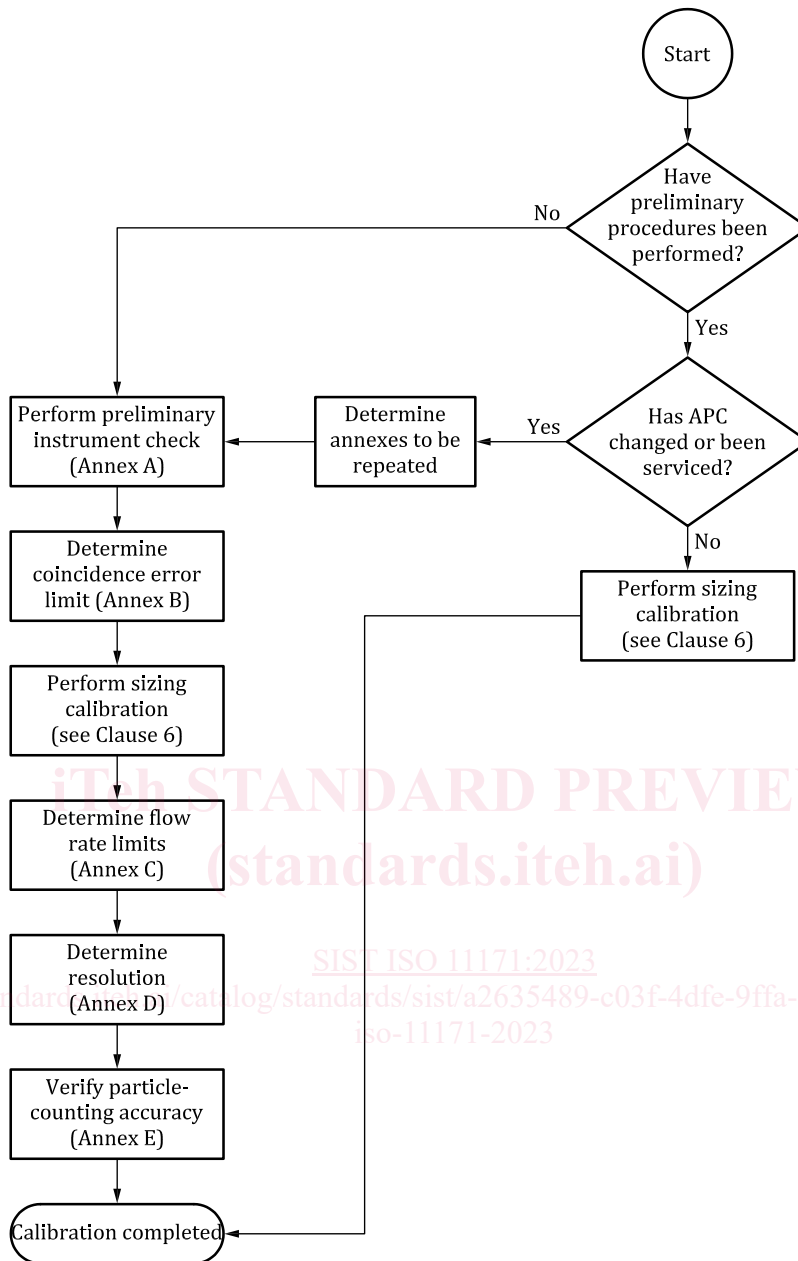 Start
Have
preliminary
procedures been
performed?
No
Yes
Has APC
changed or been
serviced?
Yes
Determine
annexes to be
repeated
Perform preliminary
instrument check
(Annex A)
No
Perform sizing
calibration
(see Clause 6)
Determine
coincidence error
limit (Annex B)
Perform sizing
calibration
(see Clause 6)
Determine flow
rate limits
(Annex C)
Determine
resolution
(Annex D)
Verify particle-
counting accuracy
(Annex E)
Calibration completed
iTeh STANDARD PREVIE
(standards.iteh.ai)
SIST ISO 11171:2023
ndards.iteh.ai/catalog/standards/sist/a2635489-c03f-4dfe-9ffa-
iso-11171-2023